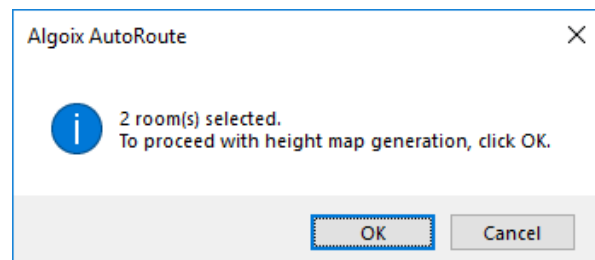 Algoix AutoRoute
2 room(s) selected.
To proceed with height map generation, click OK.
OK
Cancel